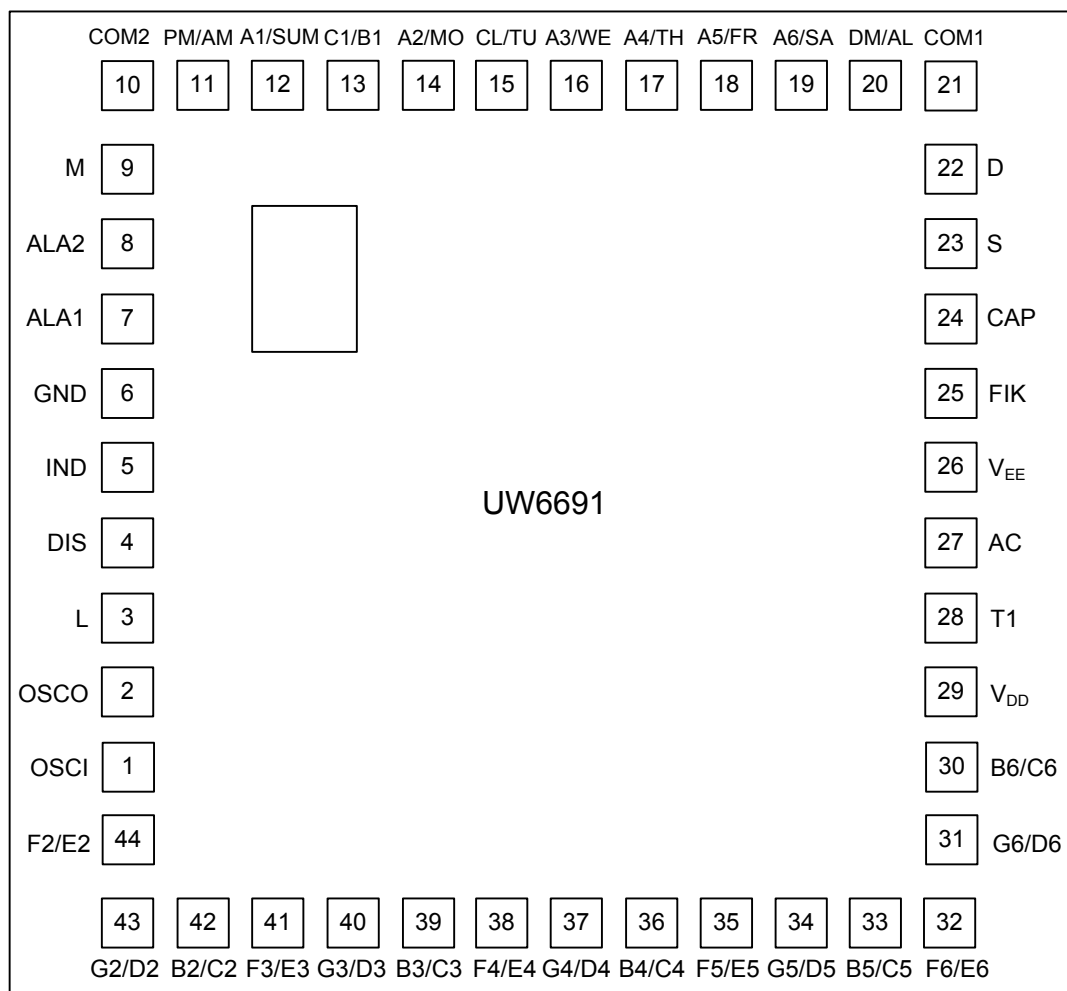 COM2 PM/AM A1/SUM C1/B1 A2/MO CL/TU A3/WE A4/TH A5/FR A6/SA DM/AL COM1
10 11 12 13 14 15 16 17 18 19 20 21
M 9 22 D
ALA2 8 23 S
ALA1 7 24 CAP
GND 6 25 FIK
IND 5 26 VEE
UW6691
DIS 4 27 AC
L 3 28 T1
OSCO 2 29 VDD
OSCI 1 30 B6/C6
F2/E2 44 31 G6/D6
43 42 41 40 39 38 37 36 35 34 33 32
G2/D2 B2/C2 F3/E3 G3/D3 B3/C3 F4/E4 G4/D4 B4/C4 F5/E5 G5/D5 B5/C5 F6/E6